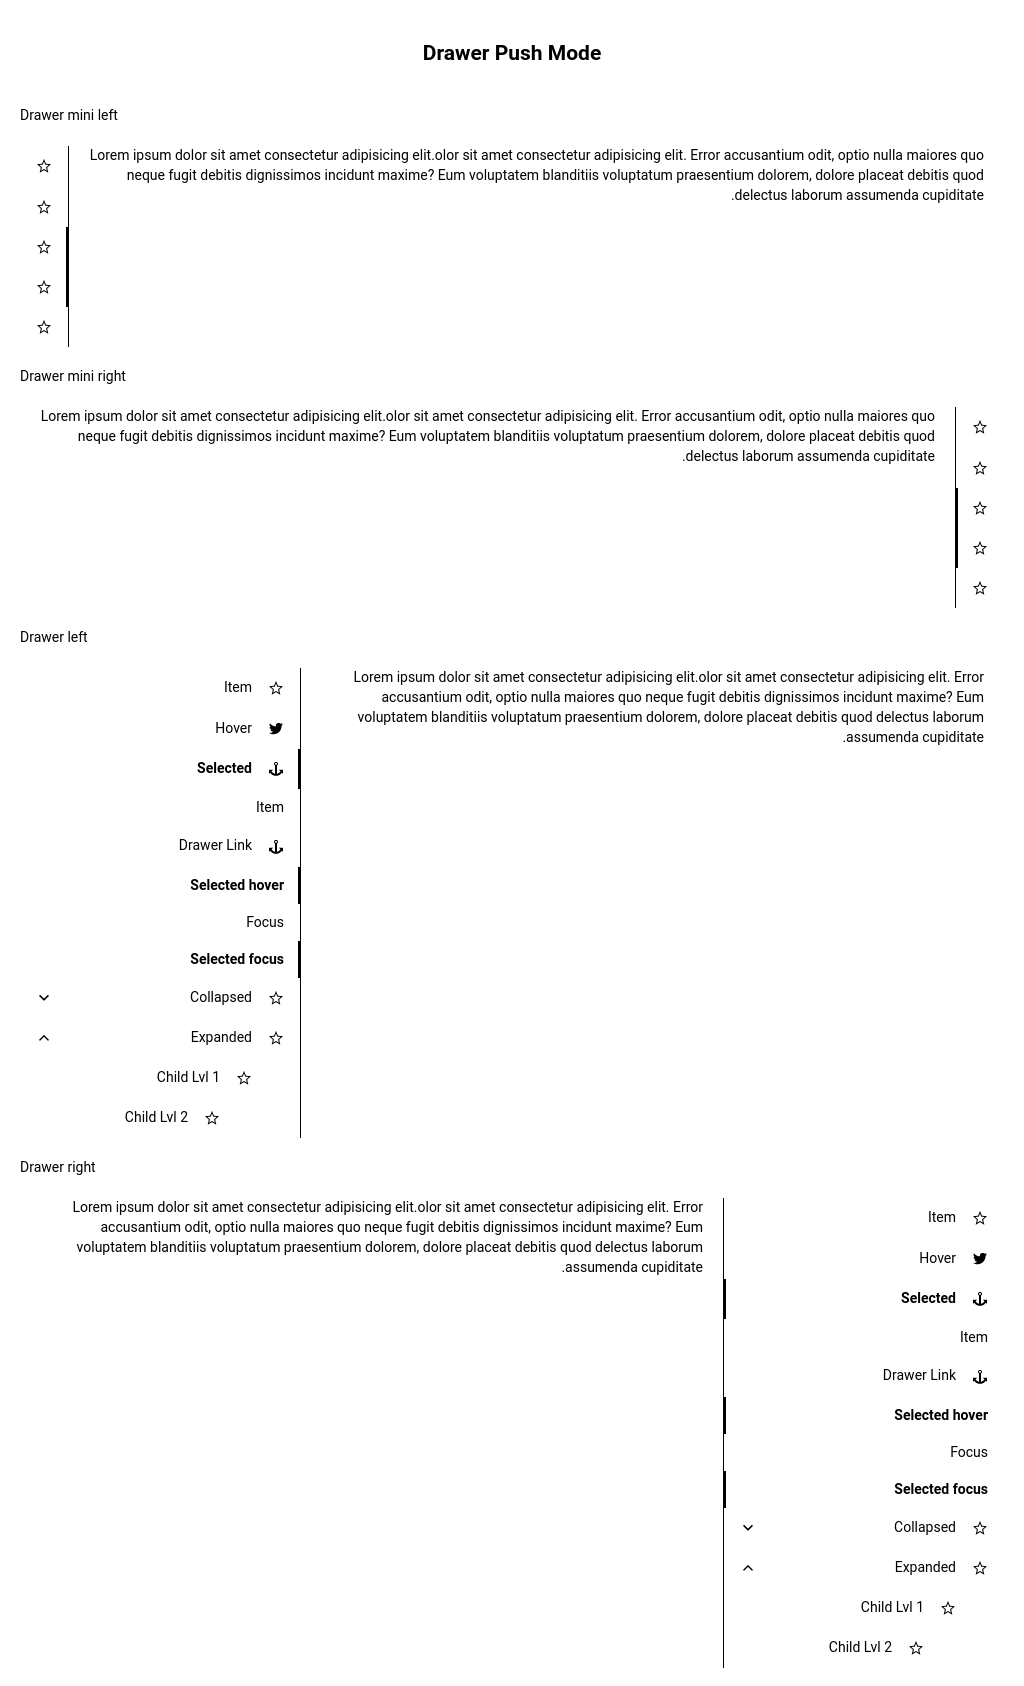 Drawer Push Mode
Drawer mini left
Lorem ipsum dolor sit amet consectetur adipisicing elit.olor sit amet consectetur adipisicing elit. Error accusantium odit, optio nulla maiores quo
neque fugit debitis dignissimos incidunt maxime? Eum voluptatem blanditiis voluptatum praesentium dolorem, dolore placeat debitis quod
.delectus laborum assumenda cupiditate
Drawer mini right
Lorem ipsum dolor sit amet consectetur adipisicing elit.olor sit amet consectetur adipisicing elit. Error accusantium odit, optio nulla maiores quo
neque fugit debitis dignissimos incidunt maxime? Eum voluptatem blanditiis voluptatum praesentium dolorem, dolore placeat debitis quod
.delectus laborum assumenda cupiditate
Drawer left
Item
Hover
Selected
Item
Drawer Link
Selected hover
Focus
Selected focus
Collapsed
Expanded
Child Lvl 1
Child Lvl 2
Lorem ipsum dolor sit amet consectetur adipisicing elit.olor sit amet consectetur adipisicing elit. Error
accusantium odit, optio nulla maiores quo neque fugit debitis dignissimos incidunt maxime? Eum
voluptatem blanditiis voluptatum praesentium dolorem, dolore placeat debitis quod delectus laborum
.assumenda cupiditate
Drawer right
Lorem ipsum dolor sit amet consectetur adipisicing elit.olor sit amet consectetur adipisicing elit. Error
accusantium odit, optio nulla maiores quo neque fugit debitis dignissimos incidunt maxime? Eum
voluptatem blanditiis voluptatum praesentium dolorem, dolore placeat debitis quod delectus laborum
.assumenda cupiditate
Item
Hover
Selected
Item
Drawer Link
Selected hover
Focus
Selected focus
Collapsed
Expanded
Child Lvl 1
Child Lvl 2